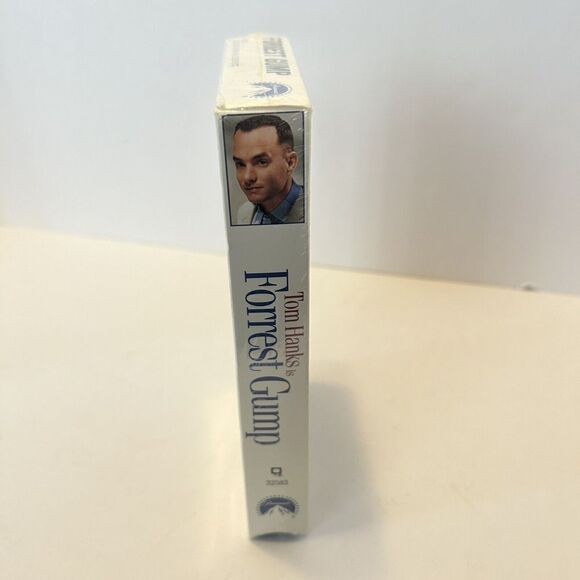 FORREST GUMP
Tom Hanks is
Forrest Gump
32583